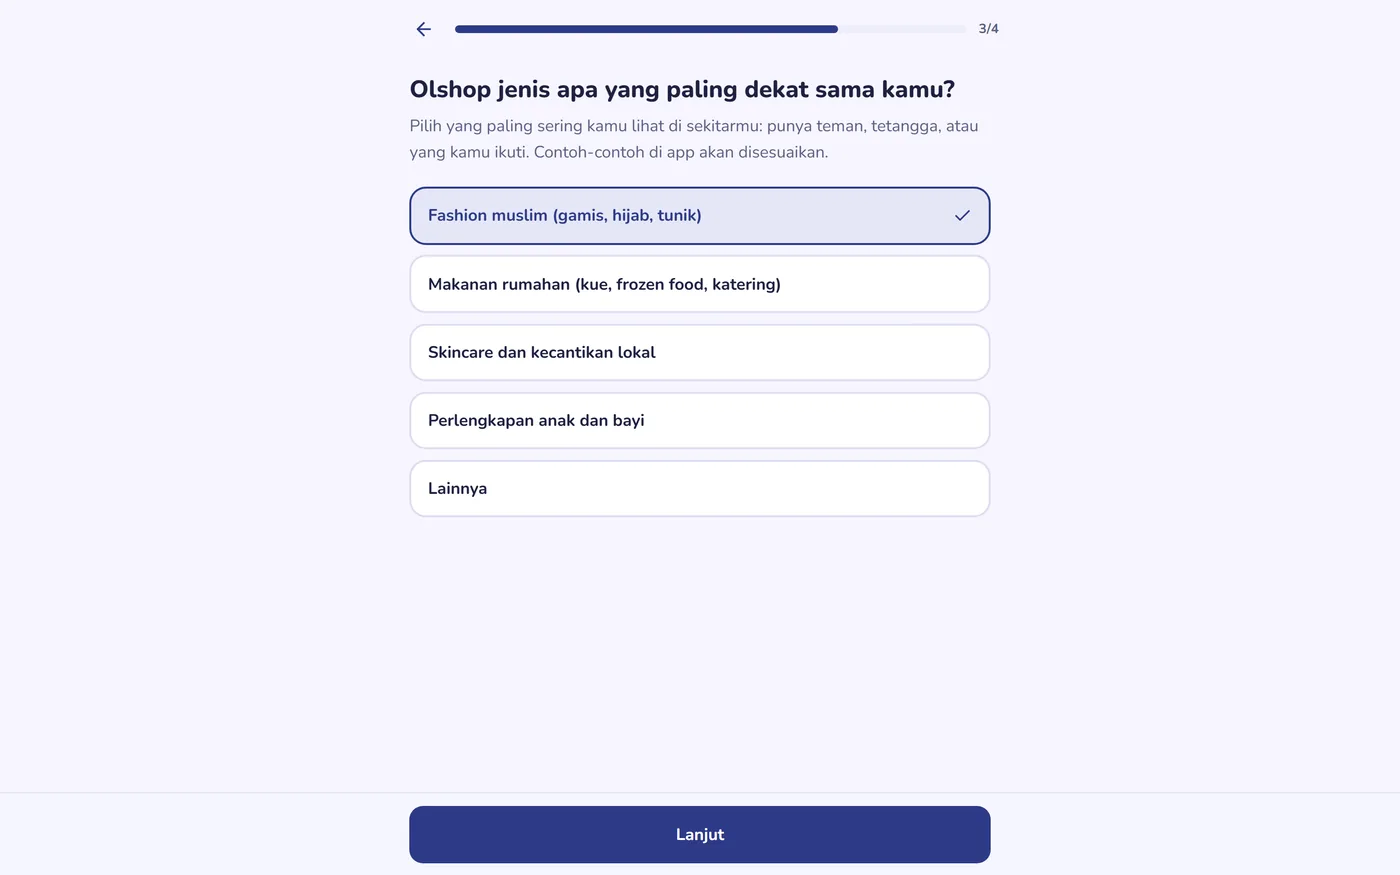 3/4
Olshop jenis apa yang paling dekat sama kamu?
Pilih yang paling sering kamu lihat di sekitarmu: punya teman, tetangga, atau
yang kamu ikuti. Contoh-contoh di app akan disesuaikan.
Fashion muslim (gamis, hijab, tunik)
Makanan rumahan (kue, frozen food, katering)
Skincare dan kecantikan lokal
Perlengkapan anak dan bayi
Lainnya
Lanjut